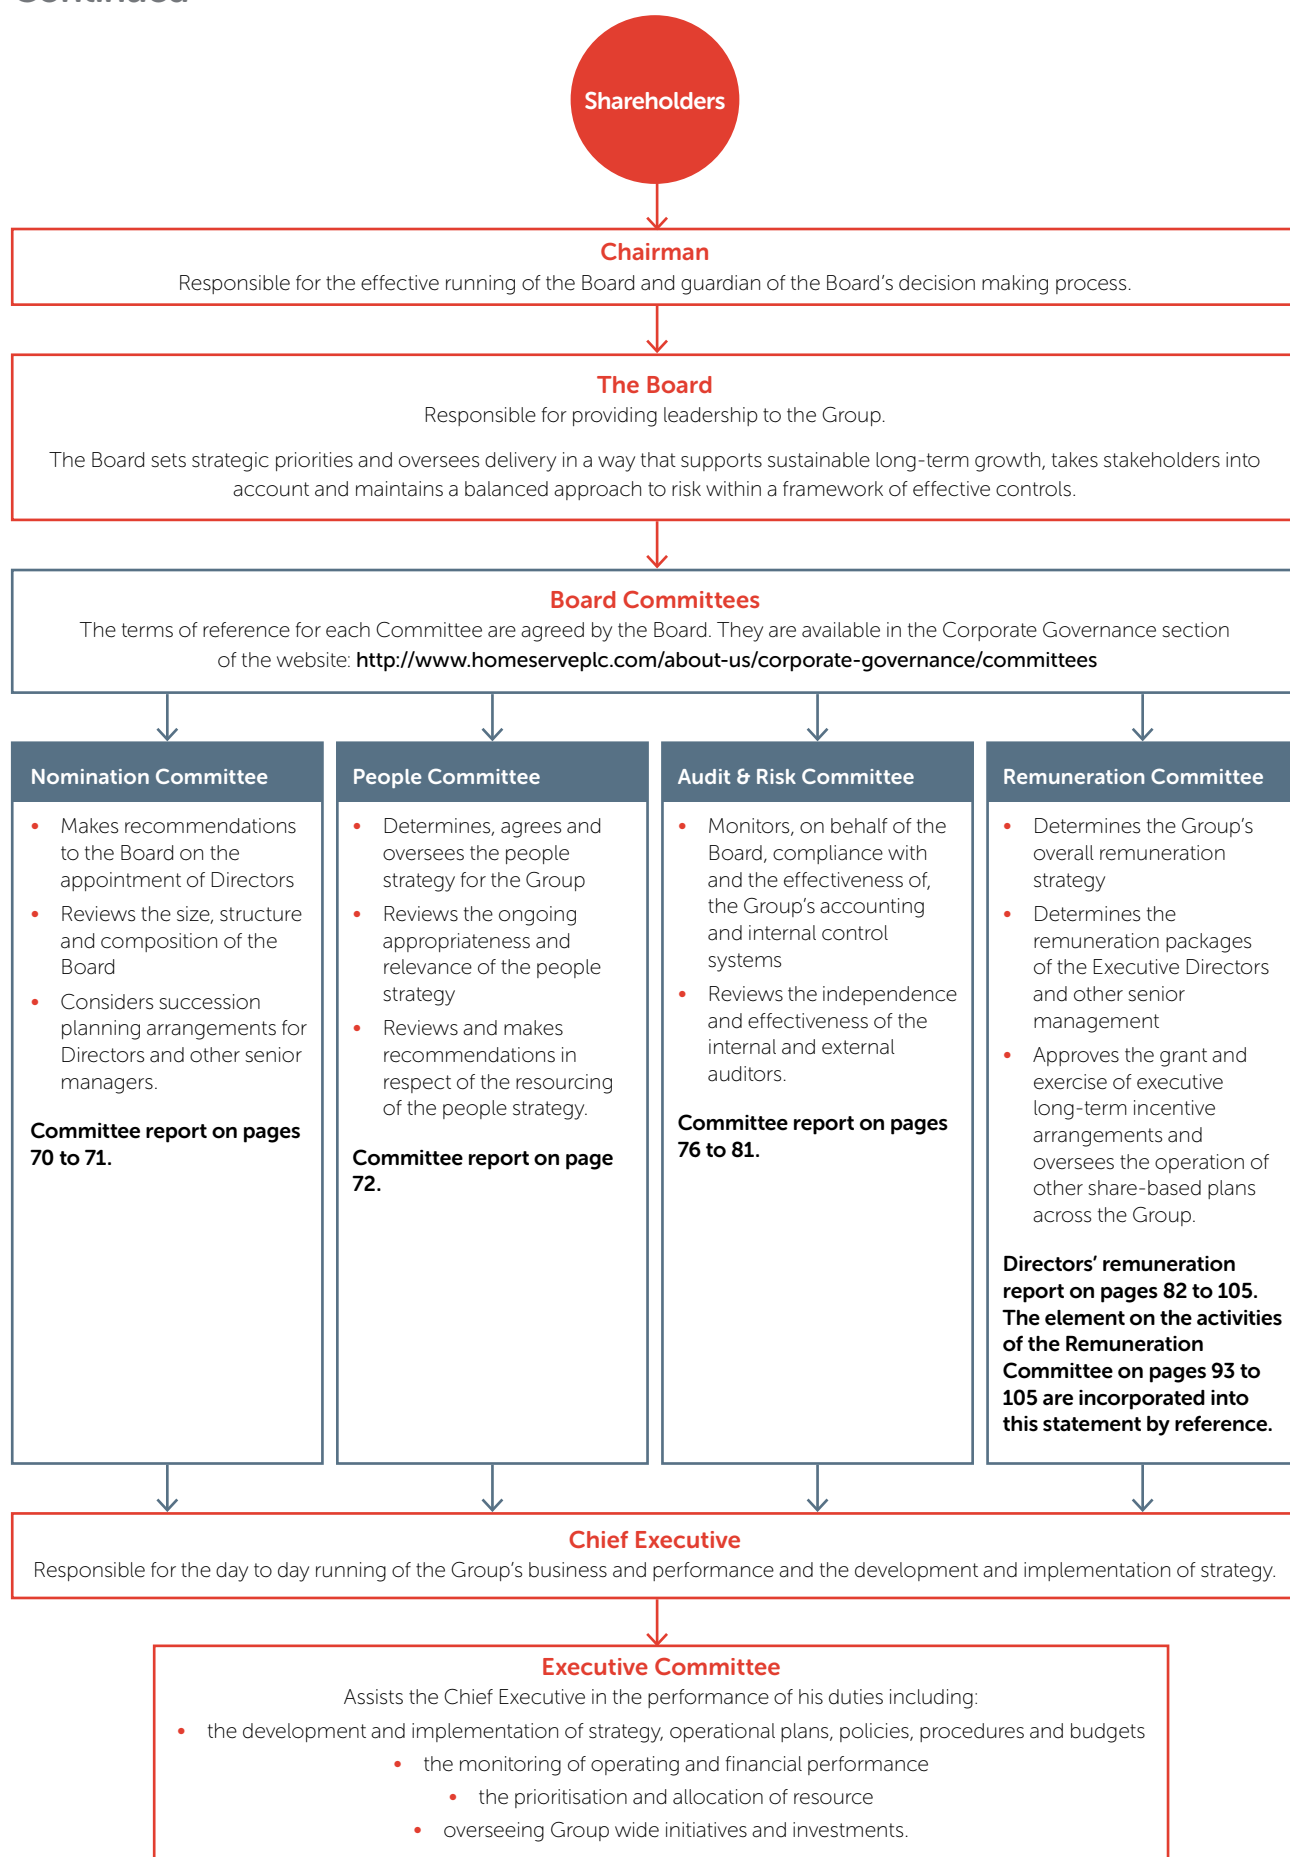 Continued
Shareholders
Chairman
Responsible for the effective running of the Board and guardian of the Board's decision making process.
The Board
Responsible for providing leadership to the Group.
The Board sets strategic priorities and oversees delivery in a way that supports sustainable long-term growth, takes stakeholders into
account and maintains a balanced approach to risk within a framework of effective controls.
Board Committees
The terms of reference for each Committee are agreed by the Board. They are available in the Corporate Governance section
of the website: http://www.homeserveplc.com/about-us/corporate-governance/committees
Nomination Committee
• Makes recommendations
to the Board on the
appointment of Directors
• Reviews the size, structure
and composition of the
Board
• Considers succession
planning arrangements for
Directors and other senior
managers.
Committee report on pages
70 to 71.
People Committee
• Determines, agrees and
oversees the people
strategy for the Group
• Reviews the ongoing
appropriateness and
relevance of the people
strategy
• Reviews and makes
recommendations in
respect of the resourcing
of the people strategy.
Committee report on page
72.
Audit & Risk Committee
• Monitors, on behalf of the
Board, compliance with
and the effectiveness of,
the Group's accounting
and internal control
systems
• Reviews the independence
and effectiveness of the
internal and external
auditors.
Committee report on pages
76 to 81.
Remuneration Committee
• Determines the Group's
overall remuneration
strategy
• Determines the
remuneration packages
of the Executive Directors
and other senior
management
• Approves the grant and
exercise of executive
long-term incentive
arrangements and
oversees the operation of
other share-based plans
across the Group.
Directors' remuneration
report on pages 82 to 105.
The element on the activities
of the Remuneration
Committee on pages 93 to
105 are incorporated into
this statement by reference.
Chief Executive
Responsible for the day to day running of the Group's business and performance and the development and implementation of strategy.
Executive Committee
Assists the Chief Executive in the performance of his duties including:
• the development and implementation of strategy, operational plans, policies, procedures and budgets
• the monitoring of operating and financial performance
• the prioritisation and allocation of resource
• overseeing Group wide initiatives and investments.